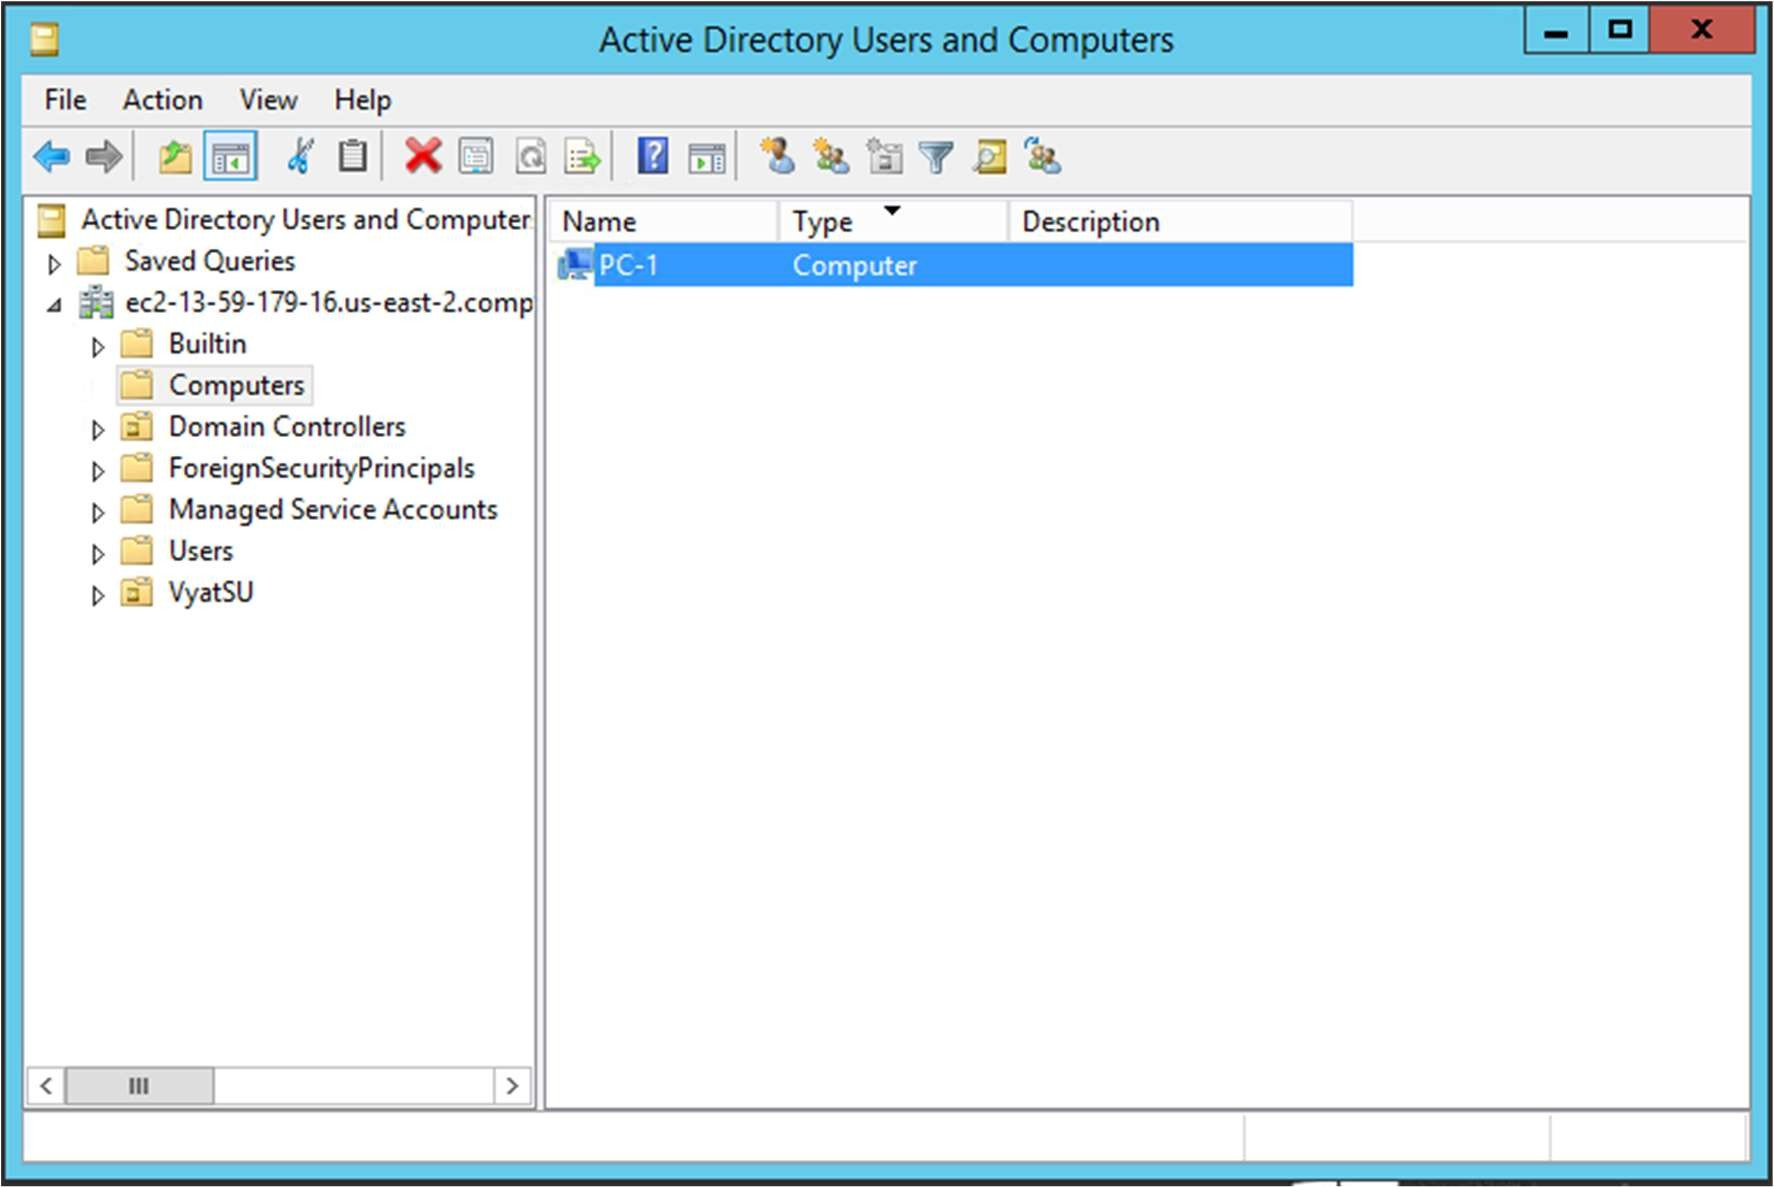 Active Directory Users and Computers
File Action View Help
Active Directory Users and Computer
Saved Queries
ec2-13-59-179-16.us-east-2.comp
Builtin
Computers
Domain Controllers
ForeignSecurityPrincipals
Managed Service Accounts
Users
VyatSU
Name Type Description
PC-1 Computer